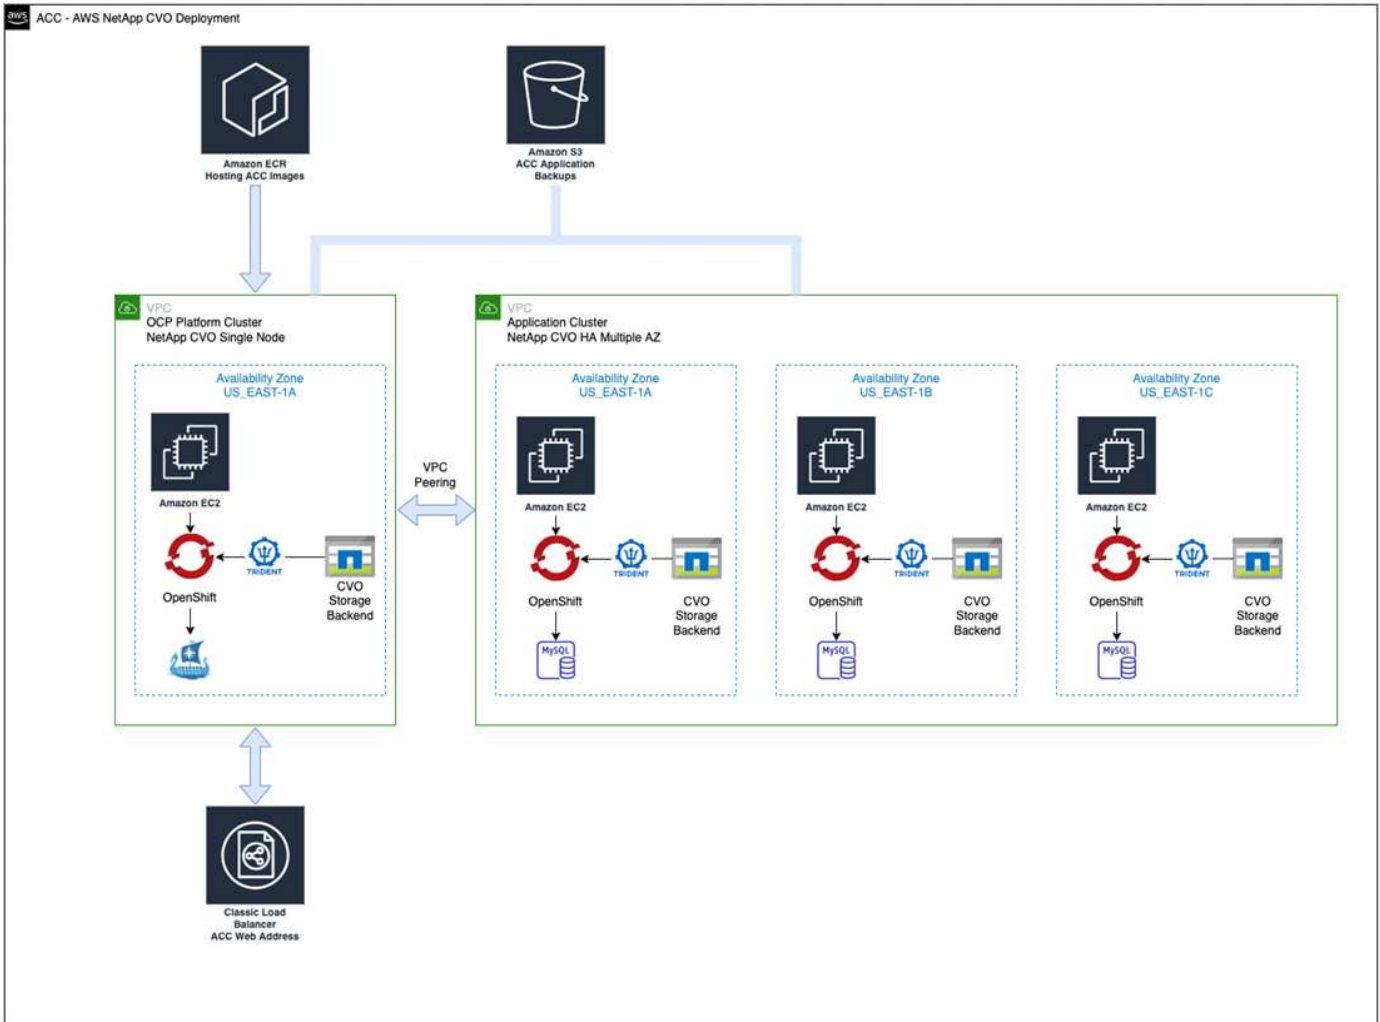 aws
ACC - AWS NetApp CVO Deployment
Amazon ECR
Hosting ACC Images
Amazon S3
ACC Application
Backups
VPC
OCP Platform Cluster
NetApp CVO Single Node
Availability Zone
US_EAST-1A
Amazon EC2
TRIDENT
OpenShift
CVO
Storage
Backend
VPC
Peering
VPC
Application Cluster
NetApp CVO HA Multiple AZ
Availability Zone
US_EAST-1A
Amazon EC2
TRIDENT
OpenShift
CVO
Storage
Backend
MySQL
Availability Zone
US_EAST-1B
Amazon EC2
TRIDENT
OpenShift
CVO
Storage
Backend
MySQL
Availability Zone
US_EAST-1C
Amazon EC2
TRIDENT
OpenShift
CVO
Storage
Backend
MySQL
Classic Load
Balancer
ACC Web Address